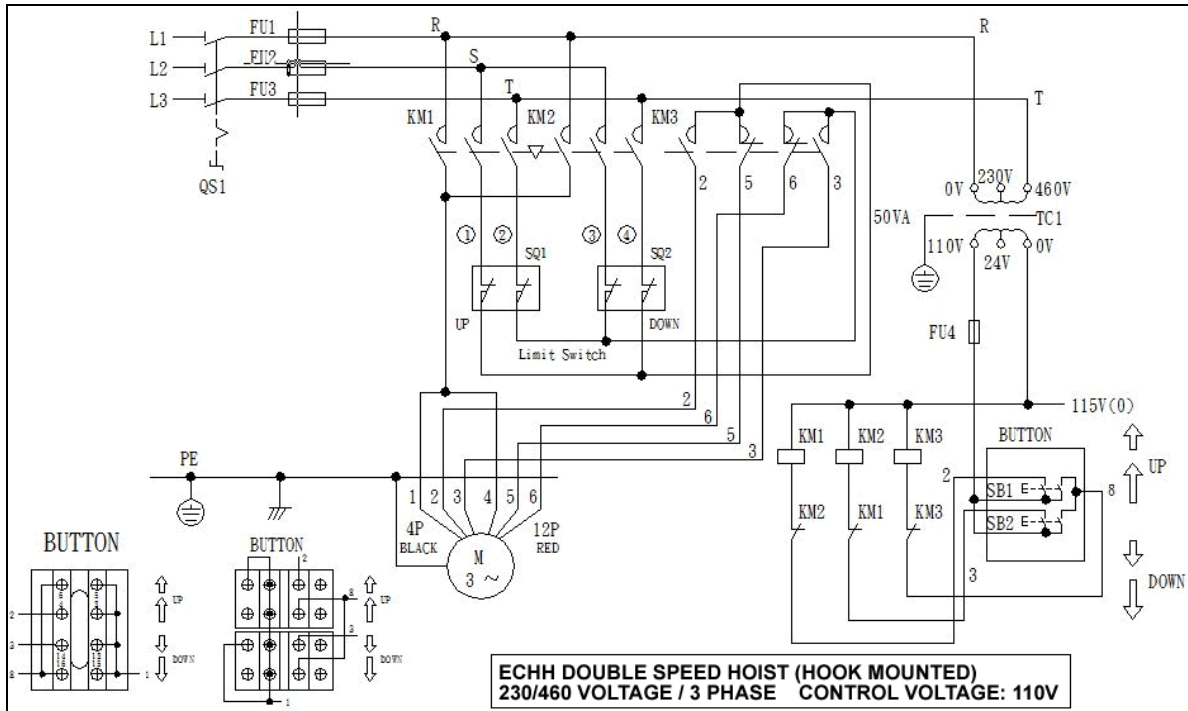 L1
FU1
R
R
L2
FU2
S
L3
FU3
T
T
KM1
KM2
KM3
QS1
2
5
6
3
0V
230V
460V
50VA
TC1
110V
24V
0V
1
2
3
4
SQ1
SQ2
UP
DOWN
Limit Switch
FU4
2
6
5
3
115V(0)
KM1
KM2
KM3
BUTTON
UP
PE
1
2
3
4
5
6
2
SB1
8
4P
BLACK
12P
RED
KM2
KM1
KM3
SB2
M
3 ~
3
DOWN
BUTTON
BUTTON
2
UP
8
UP
2
3
3
DOWN
DOWN
8
1
1
ECHH DOUBLE SPEED HOIST (HOOK MOUNTED)
230/460 VOLTAGE / 3 PHASE CONTROL VOLTAGE: 110V